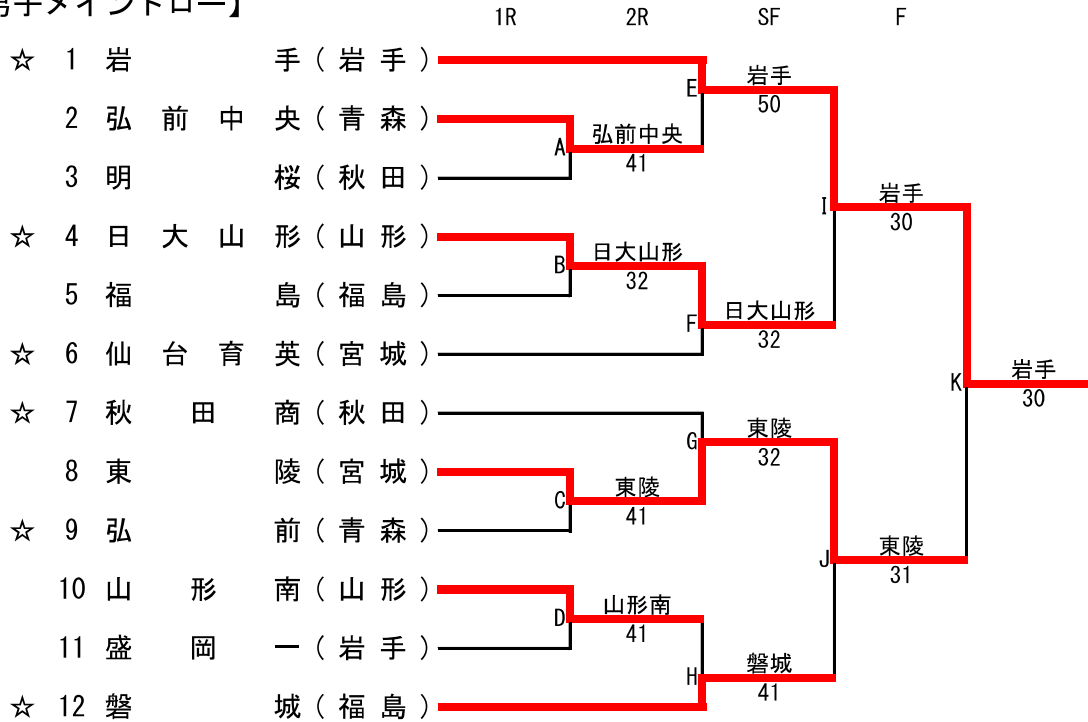 男子メインドロー】
1R 2R SF F
☆ 1 岩手(岩手)
2 弘前中央(青森)
3 明桜(秋田)
☆ 4 日大山形(山形)
5 福島(福島)
☆ 6 仙台育英(宮城)
☆ 7 秋田商(秋田)
8 東陵(宮城)
☆ 9 弘前(青森)
10 山形南(山形)
11 盛岡一(岩手)
☆ 12 磐城(福島)
A 弘前中央
41
B 日大山形
32
C 東陵
41
D 山形南
41
E 岩手
50
F 日大山形
32
G 東陵
32
H 磐城
41
I 岩手
30
J 東陵
31
K 岩手
30